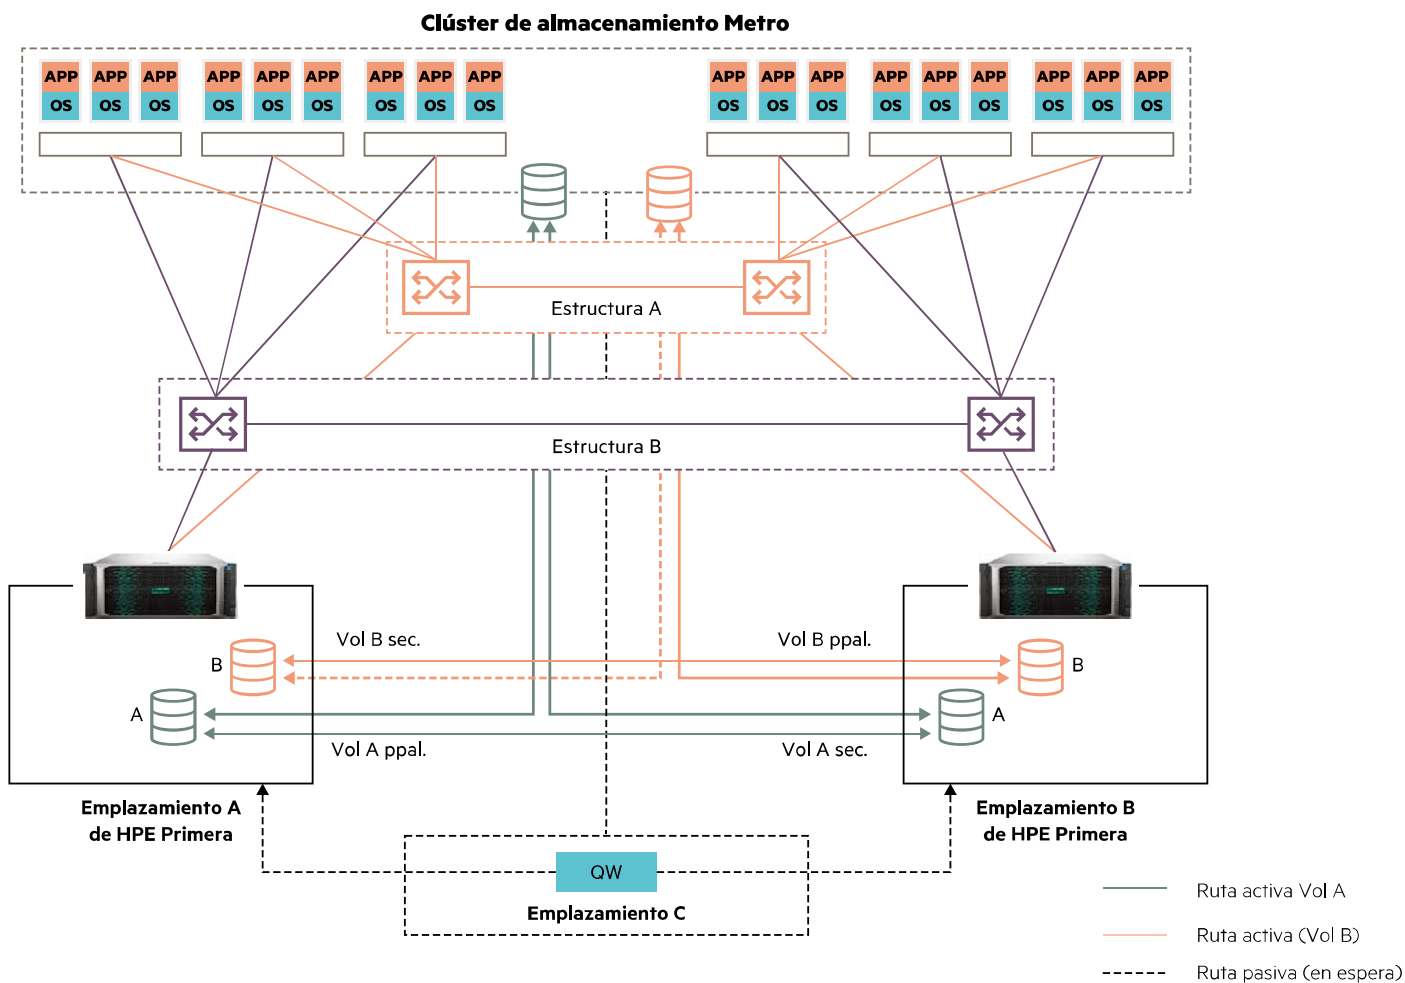 Clúster de almacenamiento Metro
APP APP APP APP APP APP APP APP APP APP APP APP APP APP APP APP APP APP
OS OS OS OS OS OS OS OS OS OS OS OS OS OS OS OS OS OS
Estructura A
Estructura B
Vol B sec. Vol B ppal.
B B
A A
Vol A ppal. Vol A sec.
Emplazamiento A
de HPE Primera
Emplazamiento B
de HPE Primera
QW
Emplazamiento C
Ruta activa Vol A
Ruta activa (Vol B)
Ruta pasiva (en espera)